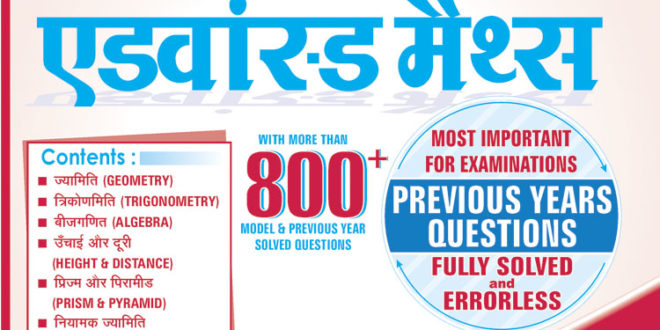 एडवांस्ड मैथ्स
Contents :
ज्यामिति (GEOMETRY)
त्रिकोणमिति (TRIGONOMETRY)
बीजगणित (ALGEBRA)
उँचाई और दूरी
(HEIGHT & DISTANCE)
प्रिज्म और पिरामीड
(PRISM & PYRAMID)
नियामक ज्यामिति
WITH MORE THAN
800+
MODEL & PREVIOUS YEAR
SOLVED QUESTIONS
MOST IMPORTANT
FOR EXAMINATIONS
PREVIOUS YEARS
QUESTIONS
FULLY SOLVED
and
ERRORLESS